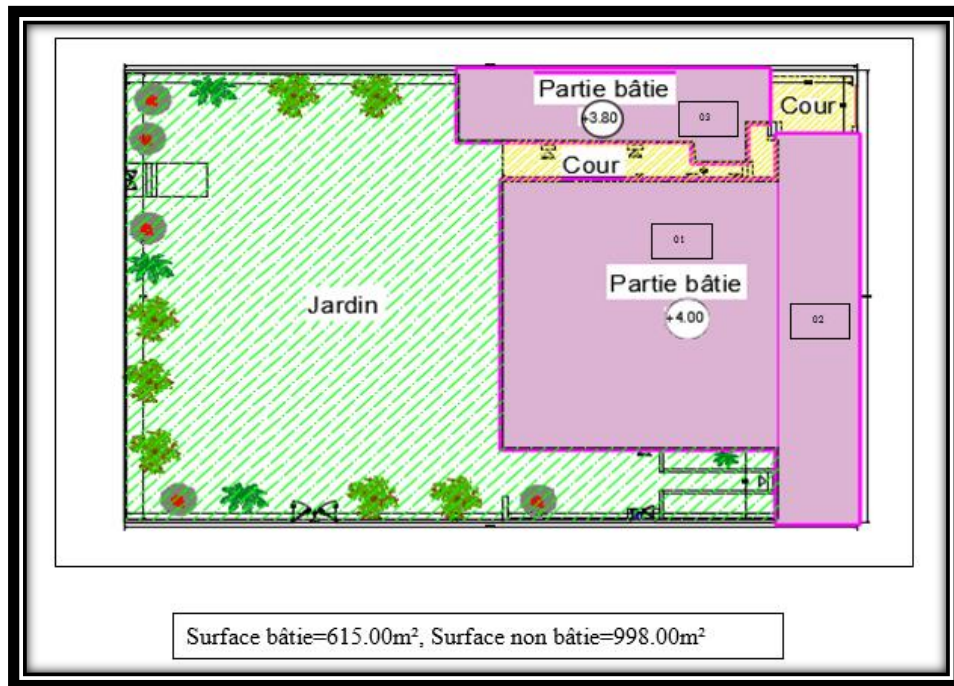 Partie bâtie
+3.80
03
Cour
Cour
01
Partie bâtie
+4.00
02
Jardin
Surface bâtie=615.00m², Surface non bâtie=998.00m²